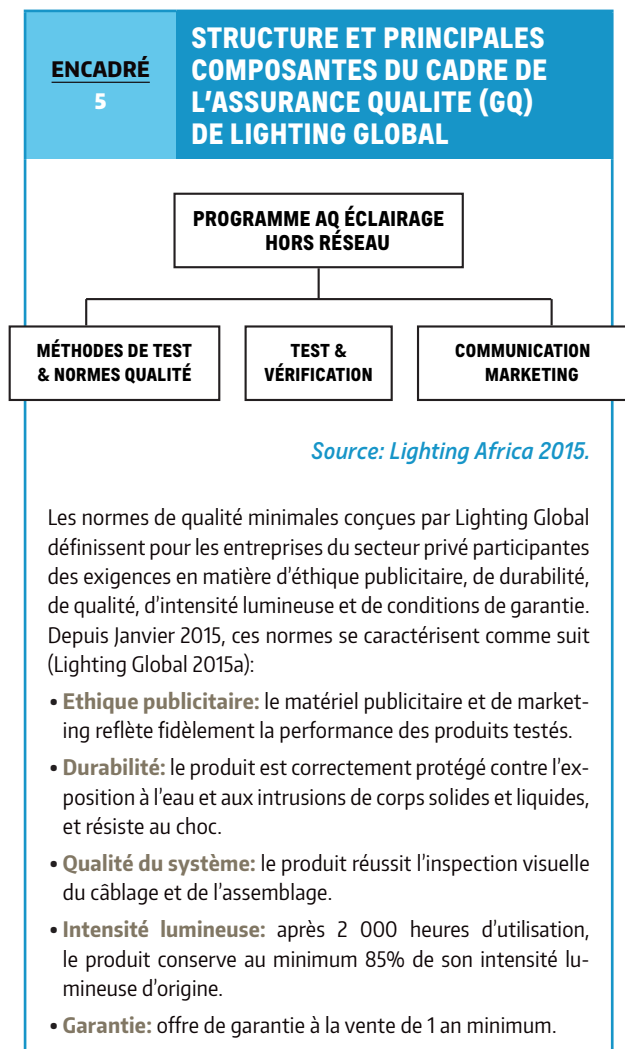 ENCADRÉ
5
STRUCTURE ET PRINCIPALES
COMPOSANTES DU CADRE DE
L'ASSURANCE QUALITE (GQ)
DE LIGHTING GLOBAL
PROGRAMME AQ ÉCLAIRAGE
HORS RÉSEAU
MÉTHODES DE TEST
& NORMES QUALITÉ
TEST &
VÉRIFICATION
COMMUNICATION
MARKETING
Source: Lighting Africa 2015.
Les normes de qualité minimales conçues par Lighting Global
définissent pour les entreprises du secteur privé participantes
des exigences en matière d'éthique publicitaire, de durabilité,
de qualité, d'intensité lumineuse et de conditions de garantie.
Depuis Janvier 2015, ces normes se caractérisent comme suit
(Lighting Global 2015a):
• Ethique publicitaire: le matériel publicitaire et de market-
ing reflète fidèlement la performance des produits testés.
• Durabilité: le produit est correctement protégé contre l'ex-
position à l'eau et aux intrusions de corps solides et liquides,
et résiste au choc.
• Qualité du système: le produit réussit l'inspection visuelle
du câblage et de l'assemblage.
• Intensité lumineuse: après 2 000 heures d'utilisation,
le produit conserve au minimum 85% de son intensité lu-
mineuse d'origine.
• Garantie: offre de garantie à la vente de 1 an minimum.